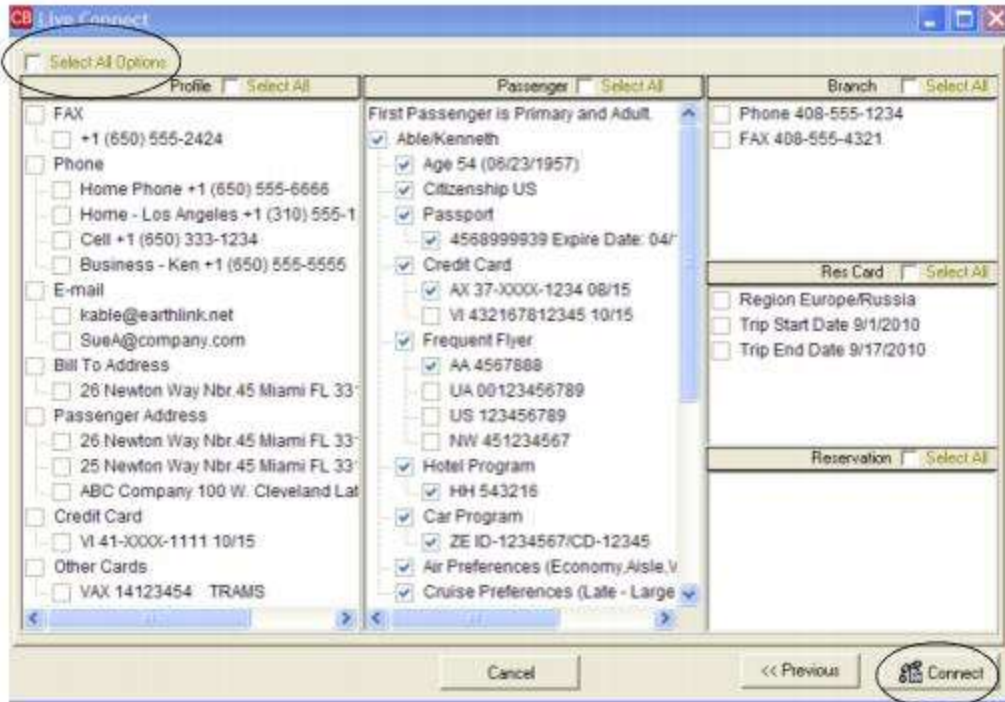 CB Live Connect
Select All Options
Profile Select All
FAX
+1 (650) 555-2424
Phone
Home Phone +1 (650) 555-6666
Home - Los Angeles +1 (310) 555-1
Cell +1 (650) 333-1234
Business - Ken +1 (650) 555-5555
E-mail
kable@earthlink.net
SueA@company.com
Bill To Address
26 Newton Way Nbr.45 Miami FL 33
Passenger Address
26 Newton Way Nbr.45 Miami FL 33
25 Newton Way Nbr.45 Miami FL 33
ABC Company 100 W. Cleveland Lat
Credit Card
VI 41-XXXX-1111 10/15
Other Cards
VAX 14123454 TRAMS
Passenger Select All
First Passenger is Primary and Adult.
Able/Kenneth
Age 54 (06/23/1957)
Citizenship US
Passport
4568999939 Expire Date: 04/
Credit Card
AX 37-XXXX-1234 08/15
VI 432167812345 10/15
Frequent Flyer
AA 4567888
UA 00123456789
US 123456789
NW 451234567
Hotel Program
HH 543216
Car Program
ZE ID-1234567/CD-12345
Air Preferences (Economy,Aisle,V
Cruise Preferences (Late - Large
Branch Select All
Phone 408-555-1234
FAX 408-555-4321
Res Card Select All
Region Europe/Russia
Trip Start Date 9/1/2010
Trip End Date 9/17/2010
Reservation Select All
Cancel
<< Previous
Connect